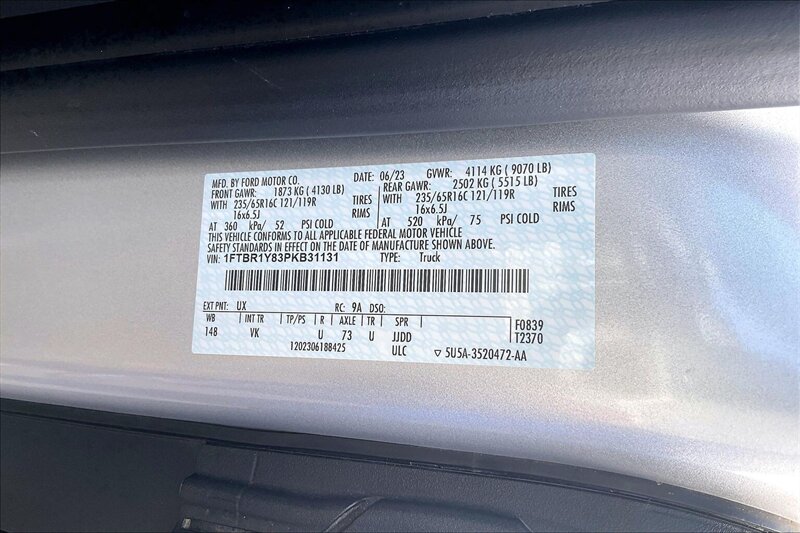 MFD. BY FORD MOTOR CO. DATE: 06/23 GVWR: 4114 KG ( 9070 LB)
FRONT GAWR: 1873 KG ( 4130 LB) REAR GAWR: 2502 KG ( 5515 LB)
WITH 235/65R16C 121/119R TIRES WITH 235/65R16C 121/119R TIRES
16x6.5J RIMS 16x6.5J RIMS
AT 360 kPa/ 52 PSI COLD AT 520 kPa/ 75 PSI COLD
THIS VEHICLE CONFORMS TO ALL APPLICABLE FEDERAL MOTOR VEHICLE
SAFETY STANDARDS IN EFFECT ON THE DATE OF MANUFACTURE SHOWN ABOVE.
VIN: 1FTBR1Y83PKB31131 TYPE: Truck
EXT PNT: UX RC: 9A DSO:
WB INT TR TP/PS R AXLE TR SPR F0839
148 VK U 73 U JJDD T2370
1202306188425 ULC ▽ 5U5A-3520472-AA